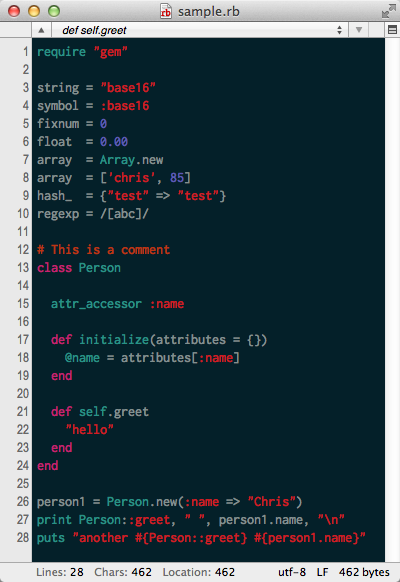 rb sample.rb
def self.greet
1 require "gem"
2
3 string = "base16"
4 symbol = :base16
5 fixnum = 0
6 float  = 0.00
7 array  = Array.new
8 array  = ['chris', 85]
9 hash_  = {"test" => "test"}
10 regexp = /[abc]/
11
12 # This is a comment
13 class Person
14
15   attr_accessor :name
16
17   def initialize(attributes = {})
18     @name = attributes[:name]
19   end
20
21   def self.greet
22     "hello"
23   end
24 end
25
26 person1 = Person.new(:name => "Chris")
27 print Person::greet, " ", person1.name, "\n"
28 puts "another #{Person::greet} #{person1.name}"
Lines: 28 Chars: 462 Location: 462 utf-8 LF 462 bytes